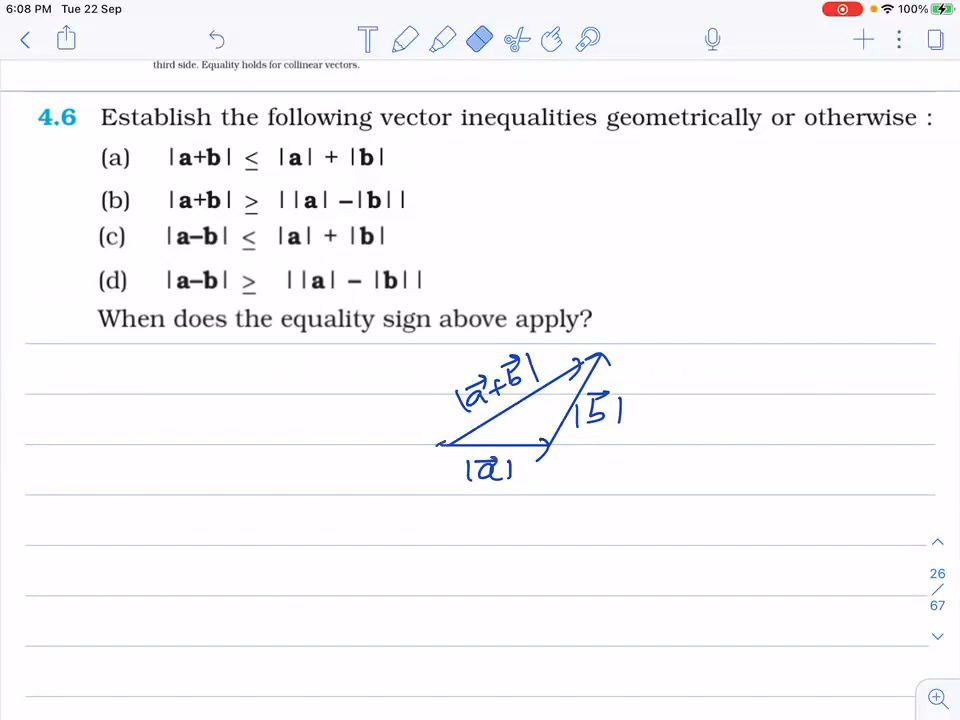 6:08 PM Tue 22 Sep 100%
third side. Equality holds for collinear vectors.
4.6 Establish the following vector inequalities geometrically or otherwise :
(a) |a+b| ≤ |a| + |b|
(b) |a+b| ≥ ||a| −|b||
(c) |a−b| ≤ |a| + |b|
(d) |a−b| ≥ ||a| − |b||
When does the equality sign above apply?
|a⃗+b⃗|
|b⃗|
|a⃗|
26
/
67